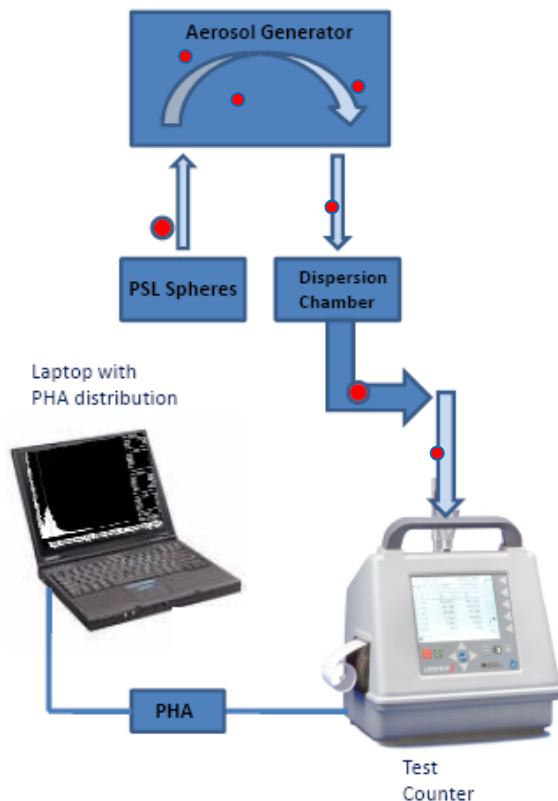 Aerosol Generator
PSL Spheres
Dispersion
Chamber
Laptop with
PHA distribution
PHA
Test
Counter